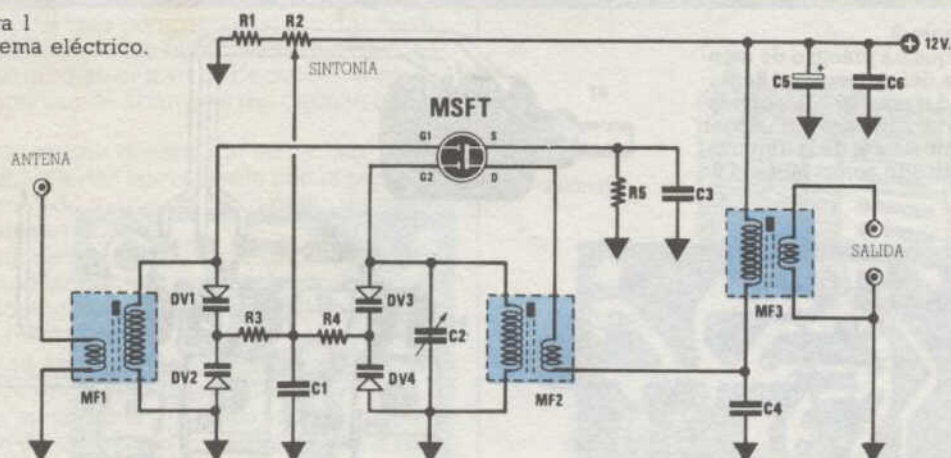 ra 1
ema eléctrico.
R1
R2
SINTONÍA
12V.
C5
+
C6
MSFT
G1
S
G2
D
ANTENA
R5
C3
SALIDA
MF3
DV1
R3
R4
DV3
C2
MF1
DV2
C1
DV4
MF2
C4